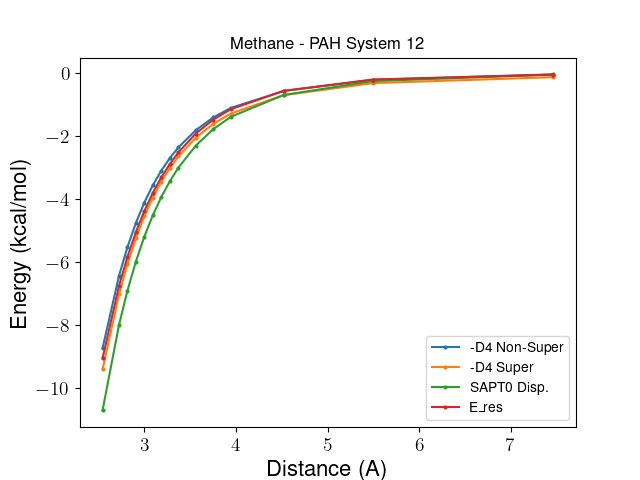 Methane - PAH System 12
0
−2
−4
−6
−8
−10
Energy (kcal/mol)
3 4 5 6 7
Distance (A)
-D4 Non-Super
-D4 Super
SAPT0 Disp.
E_res